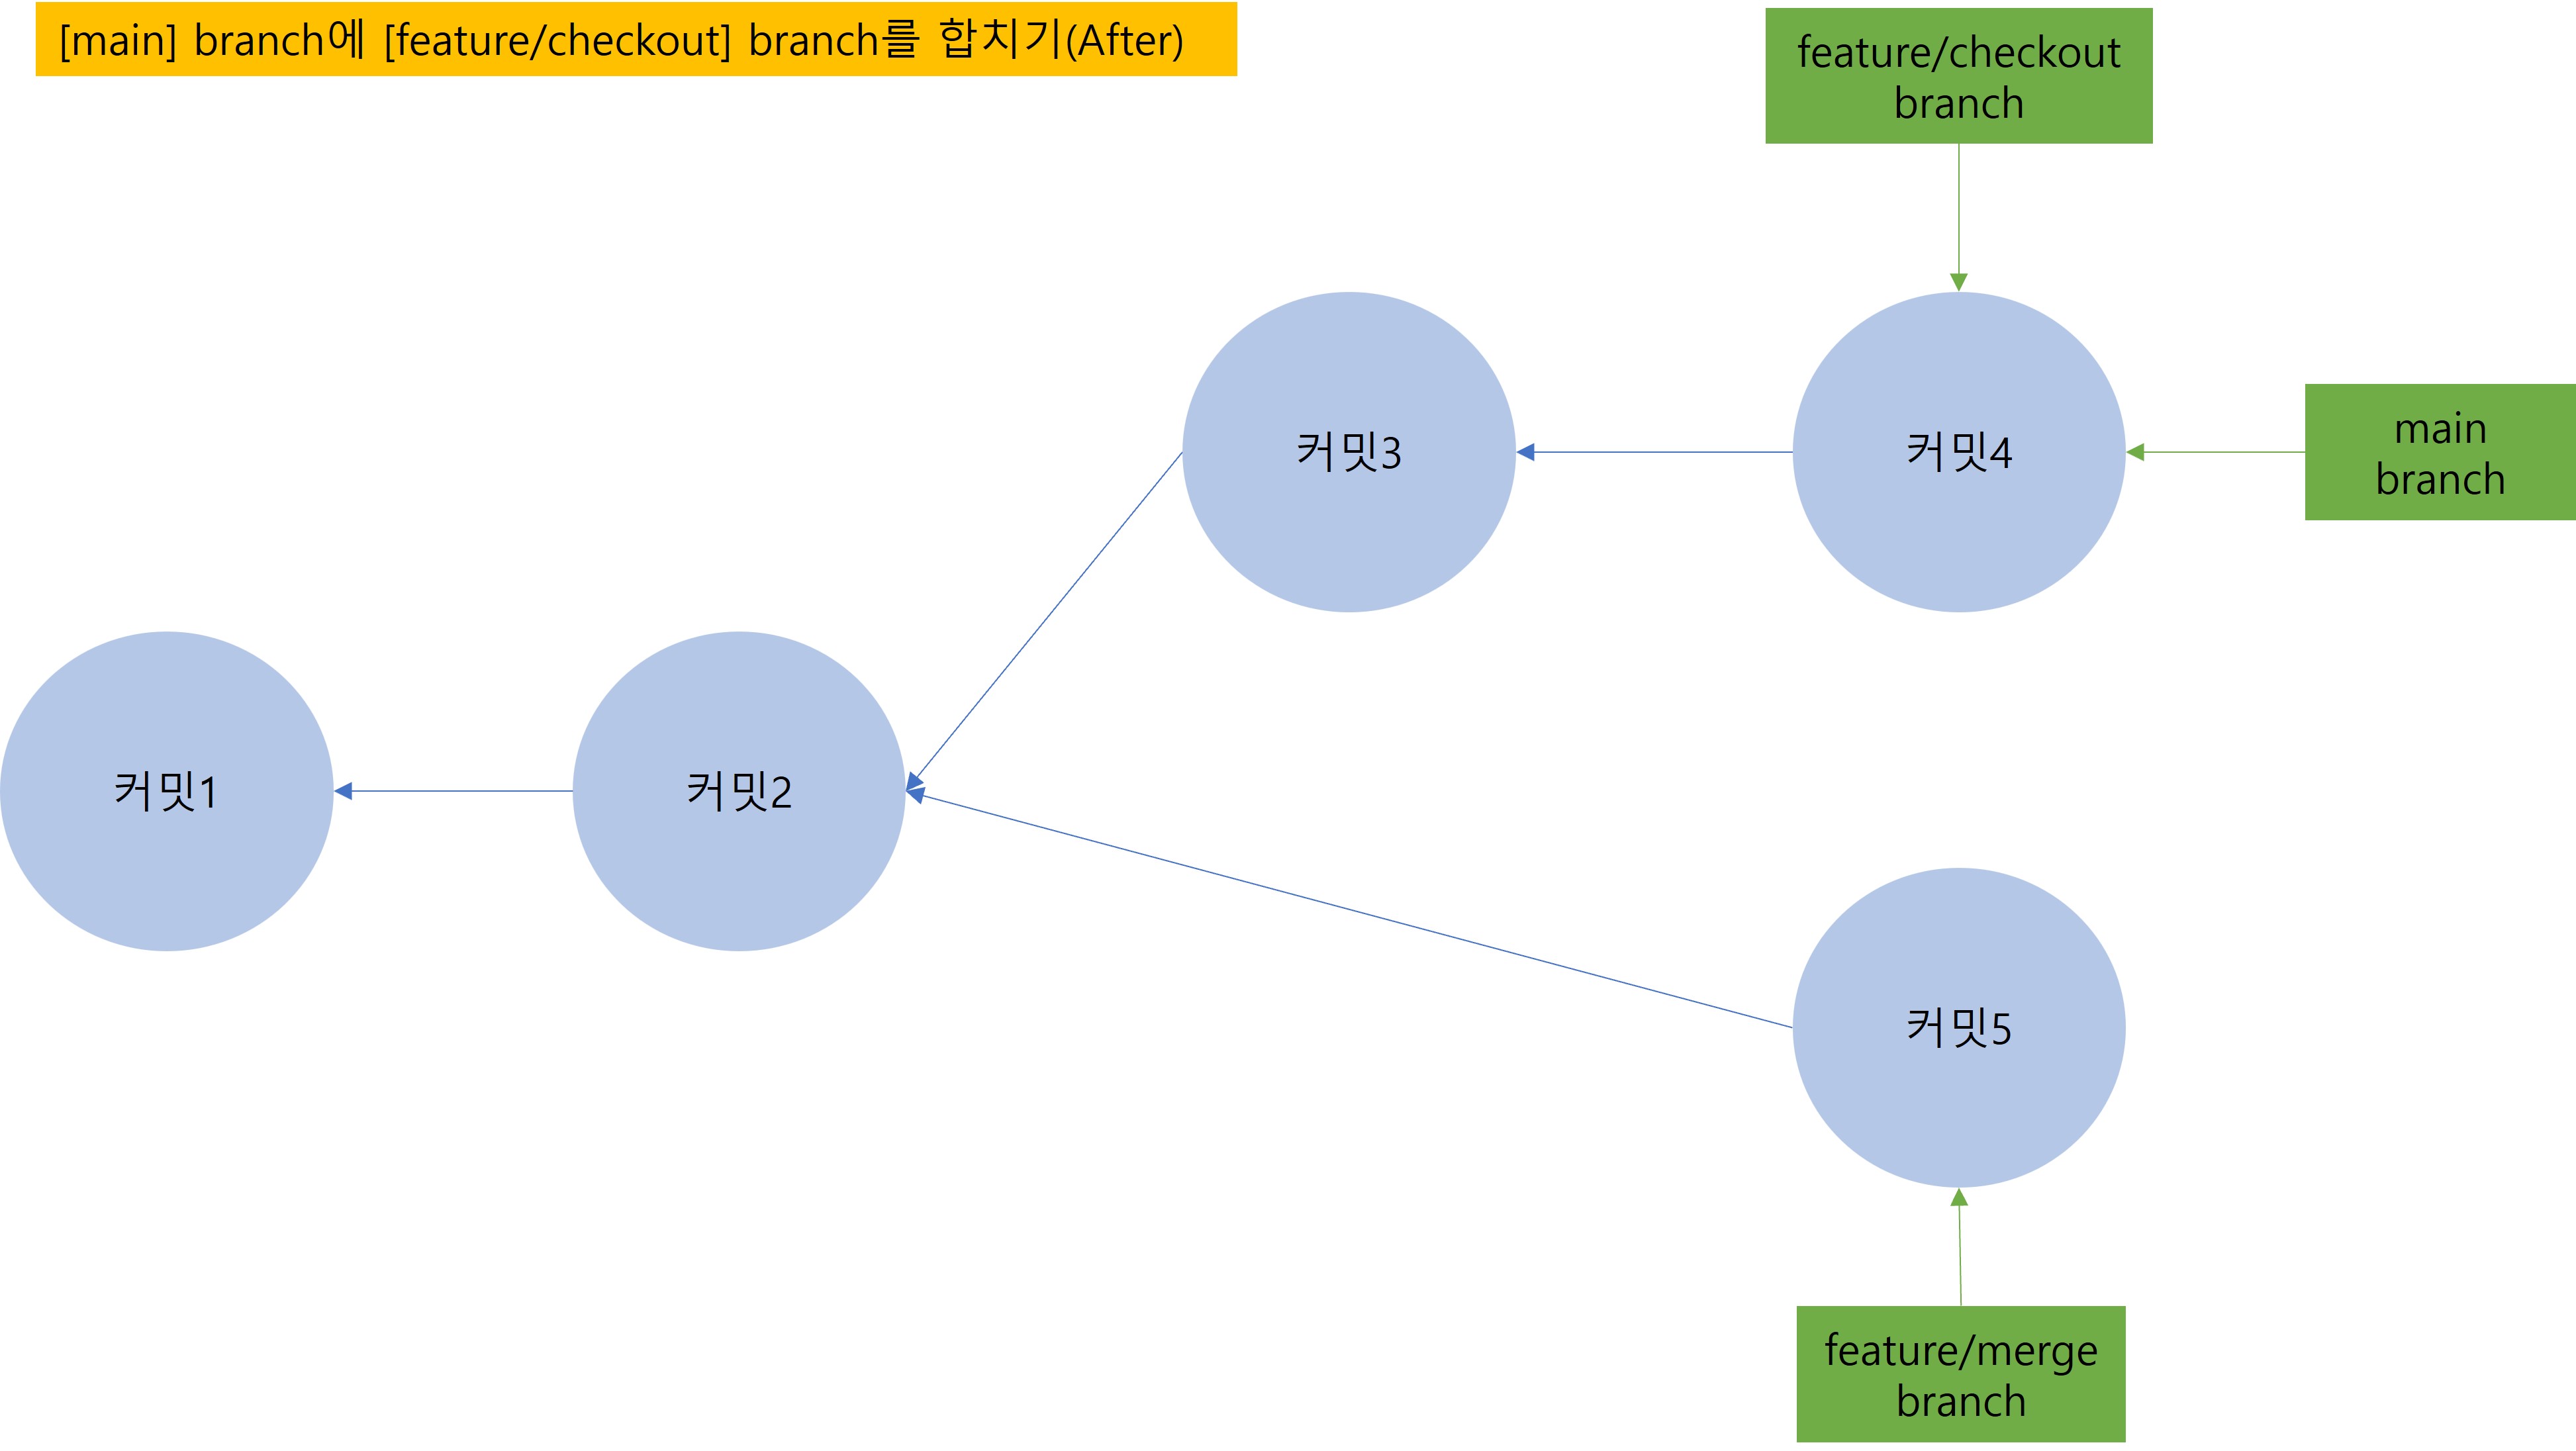 [main] branch에 [feature/checkout] branch를 합치기(After)
feature/checkout
branch
커밋3
커밋4
main
branch
커밋1
커밋2
커밋5
feature/merge
branch